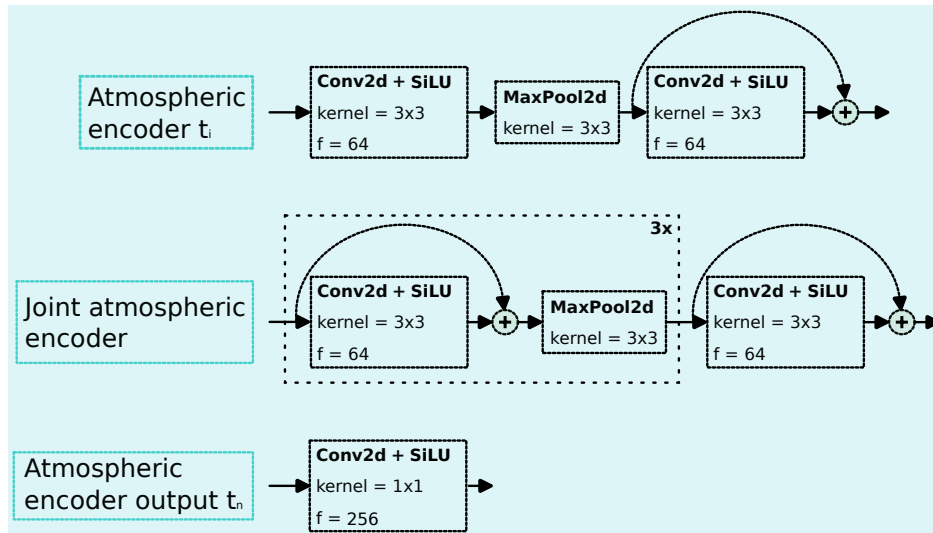 Atmospheric
encoder tᵢ
Conv2d + SiLU
kernel = 3x3
f = 64
MaxPool2d
kernel = 3x3
Conv2d + SiLU
kernel = 3x3
f = 64
+
3x
Joint atmospheric
encoder
Conv2d + SiLU
kernel = 3x3
f = 64
+
MaxPool2d
kernel = 3x3
Conv2d + SiLU
kernel = 3x3
f = 64
+
Atmospheric
encoder output tₙ
Conv2d + SiLU
kernel = 1x1
f = 256